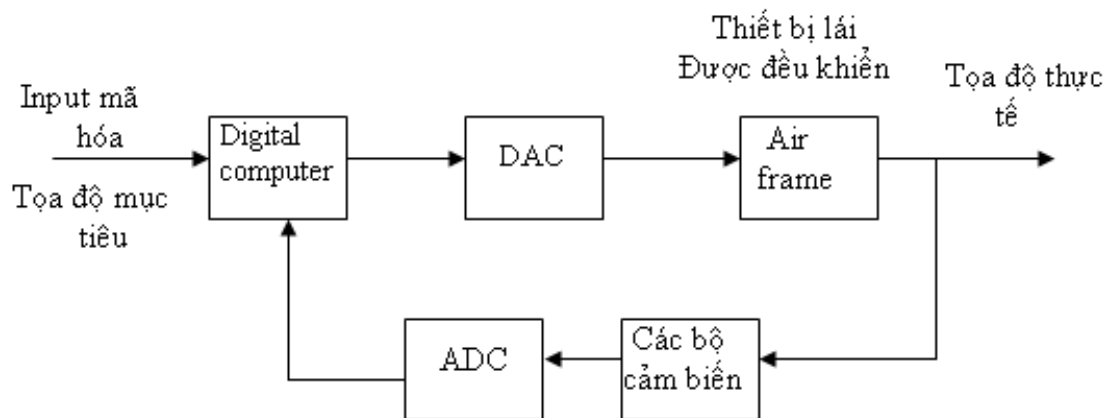 Thiết bị lái
Được đều khiển
Tọa độ thực
tế
Input mã
hóa
Digital
computer
DAC
Air
frame
Tọa độ mục
tiêu
ADC
Các bộ
cảm biến